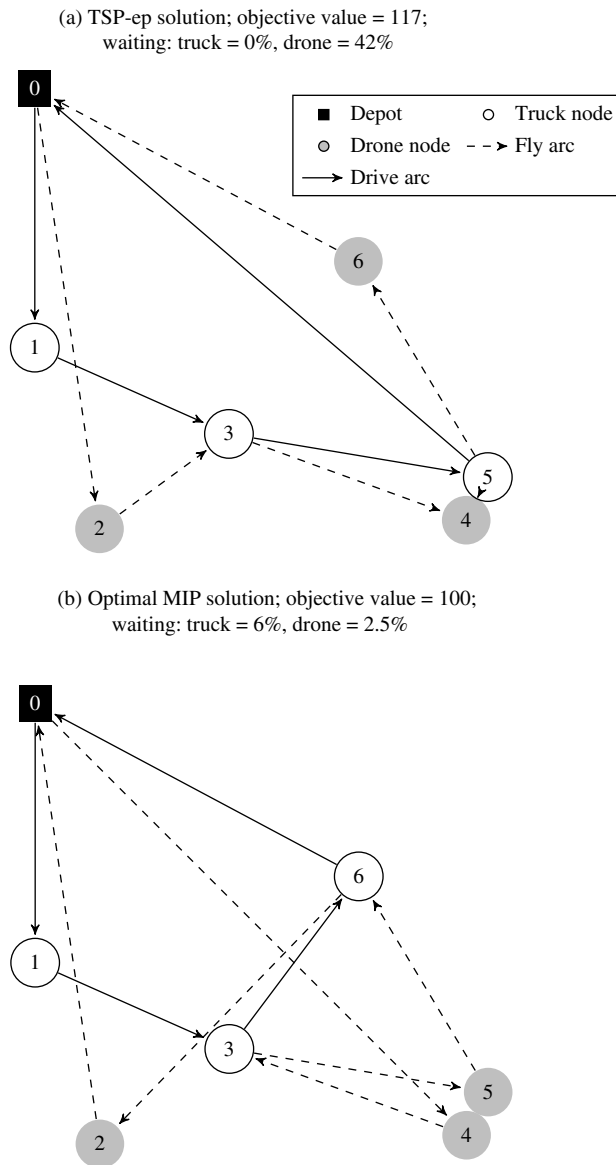 (a) TSP-ep solution; objective value = 117;
waiting: truck = 0%, drone = 42%
0
Depot Truck node
Drone node Fly arc
Drive arc
6
1
3
5
4
2
(b) Optimal MIP solution; objective value = 100;
waiting: truck = 6%, drone = 2.5%
0
6
1
3
5
4
2